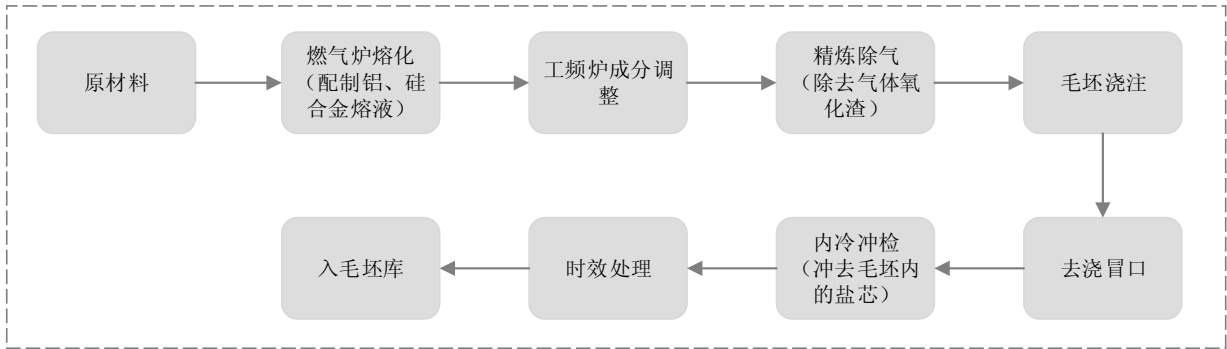 原材料
燃气炉熔化
（配制铝、硅
合金熔液）
工频炉成分调
整
精炼除气
（除去气体氧
化渣）
毛坯浇注
去浇冒口
内冷冲检
（冲去毛坯内
的盐芯）
时效处理
入毛坯库